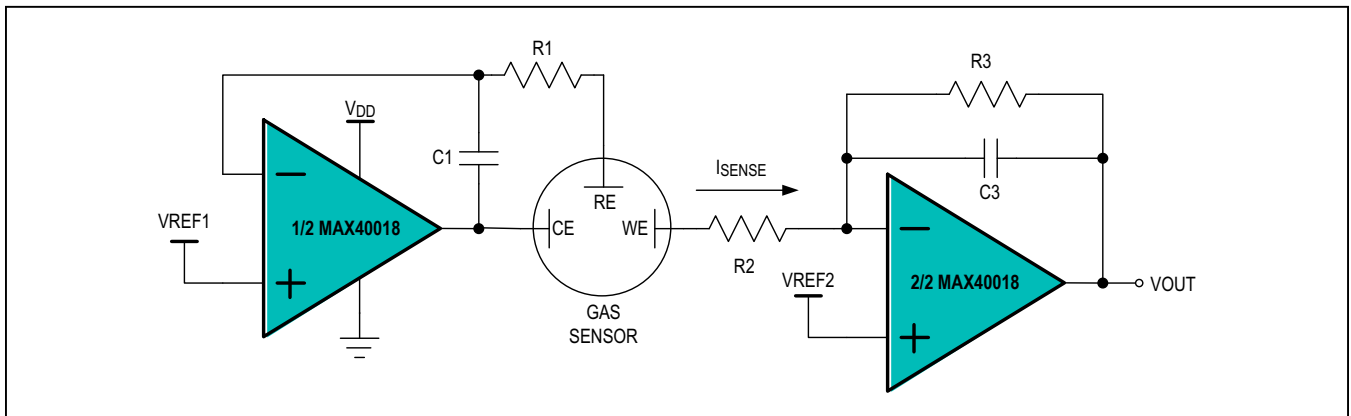 R1
R3
VDD
C1
ISENSE
C3
RE
VREF1
−
1/2 MAX40018
CE
WE
−
+
R2
VREF2
2/2 MAX40018
VOUT
GAS
SENSOR
+